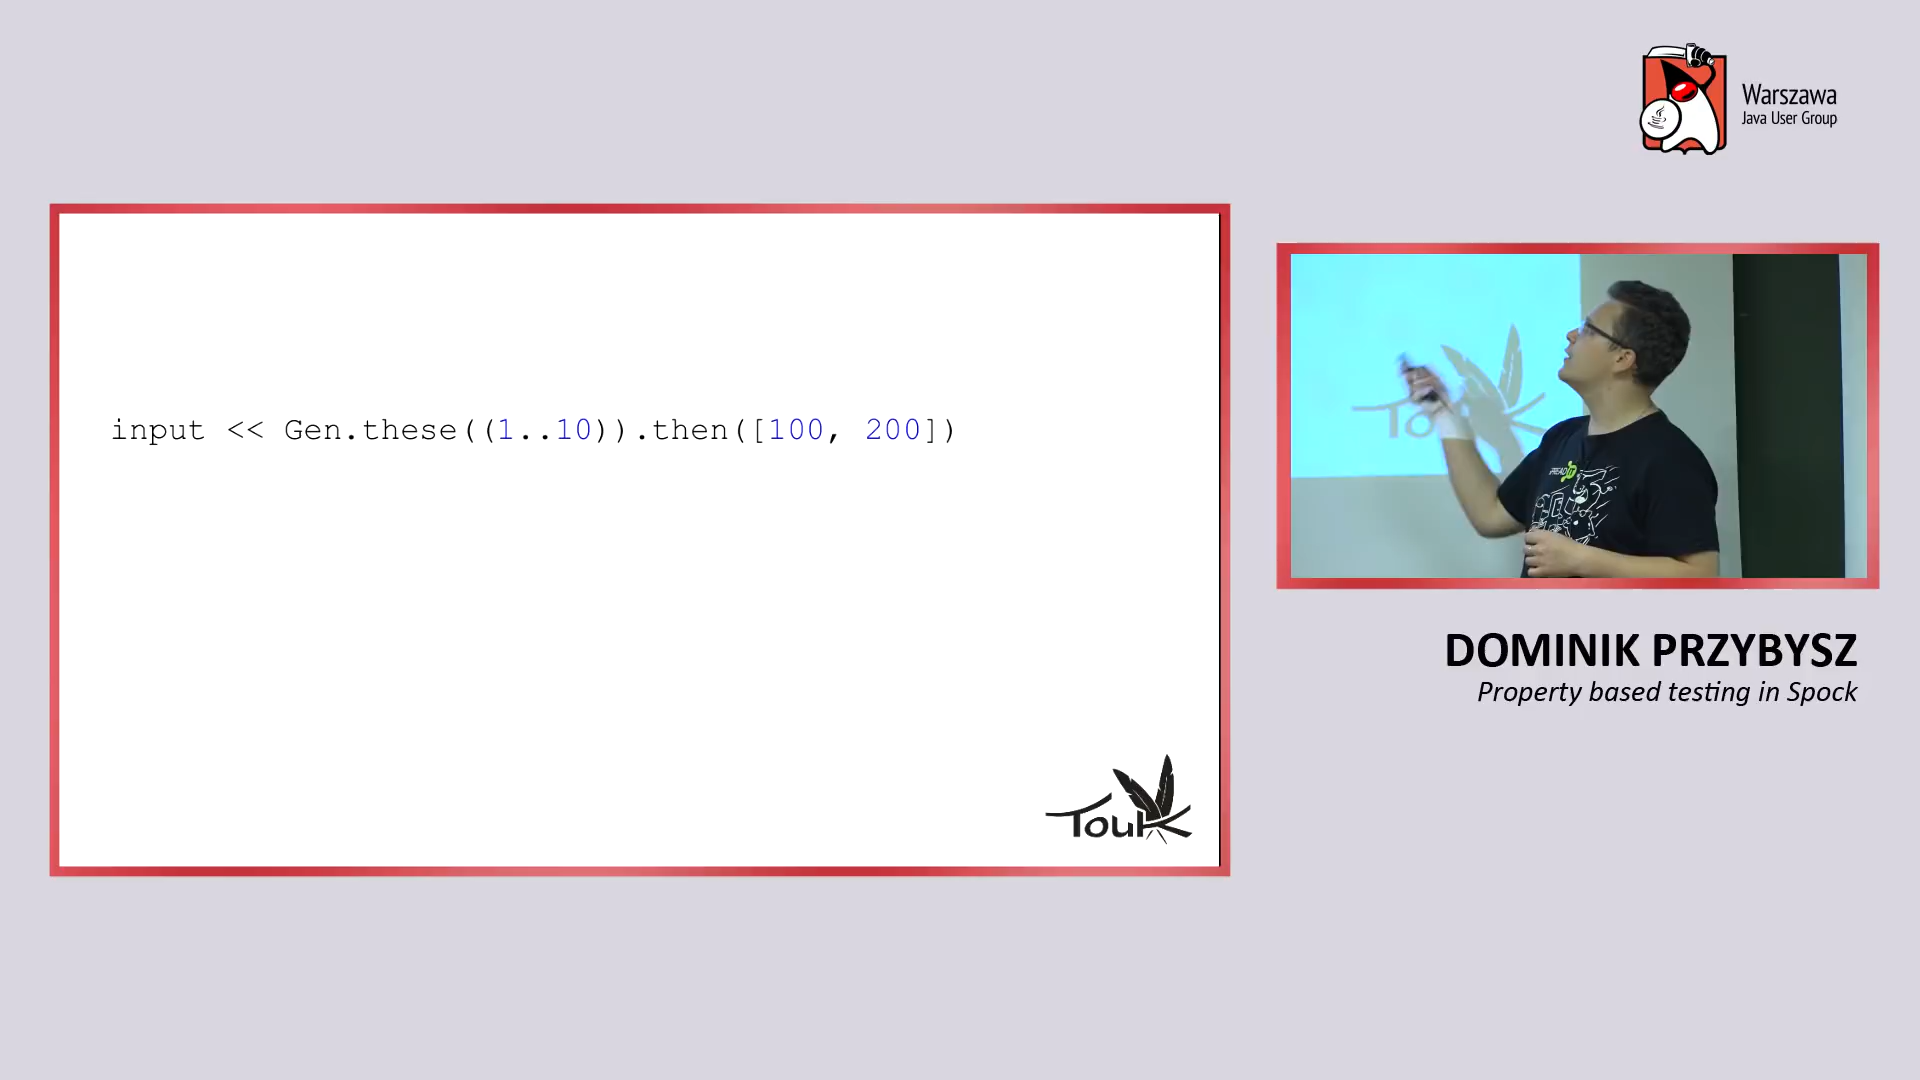 Warszawa
Java User Group
input << Gen.these((1..10)).then([100, 200])
TouK
DOMINIK PRZYBYSZ
Property based testing in Spock